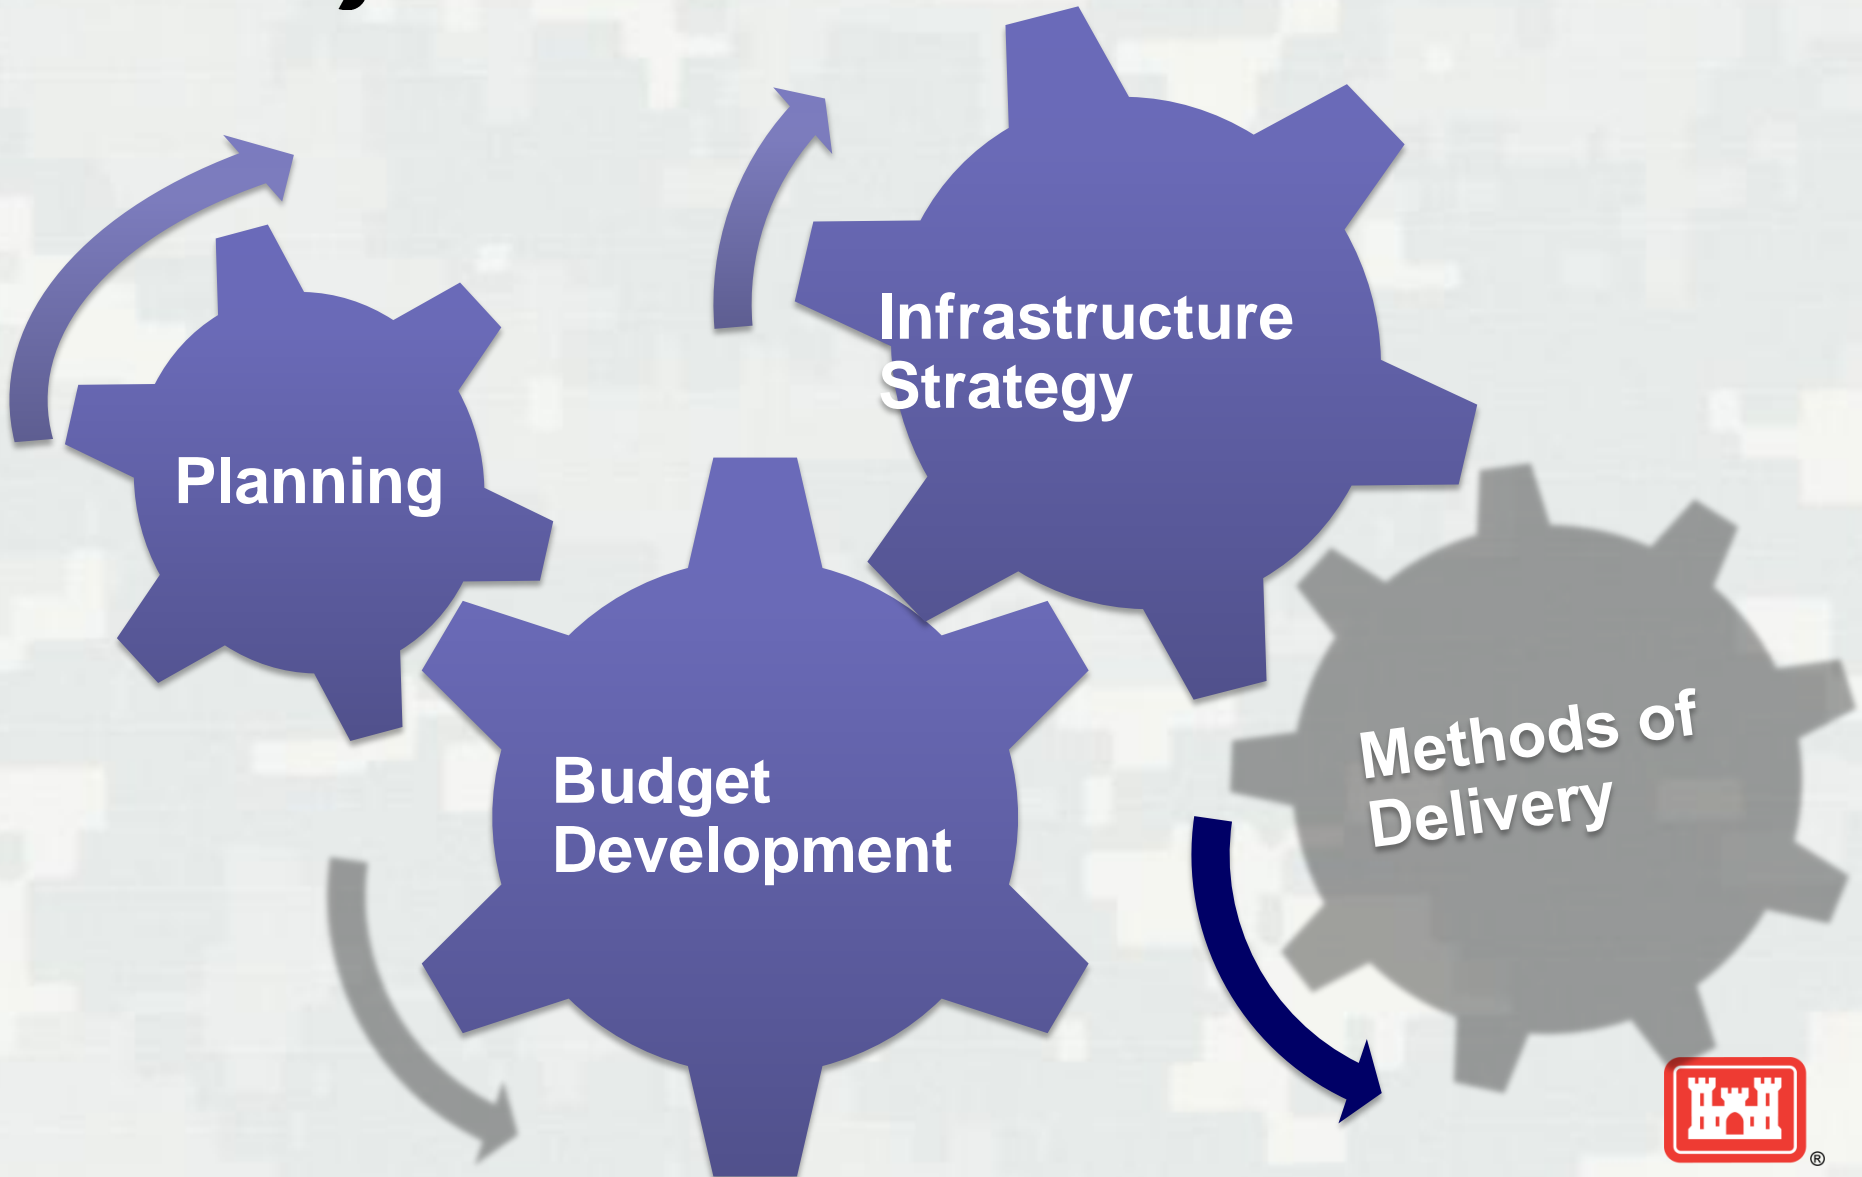 Infrastructure
Strategy
Planning
Budget
Development
Methods of
Delivery
®